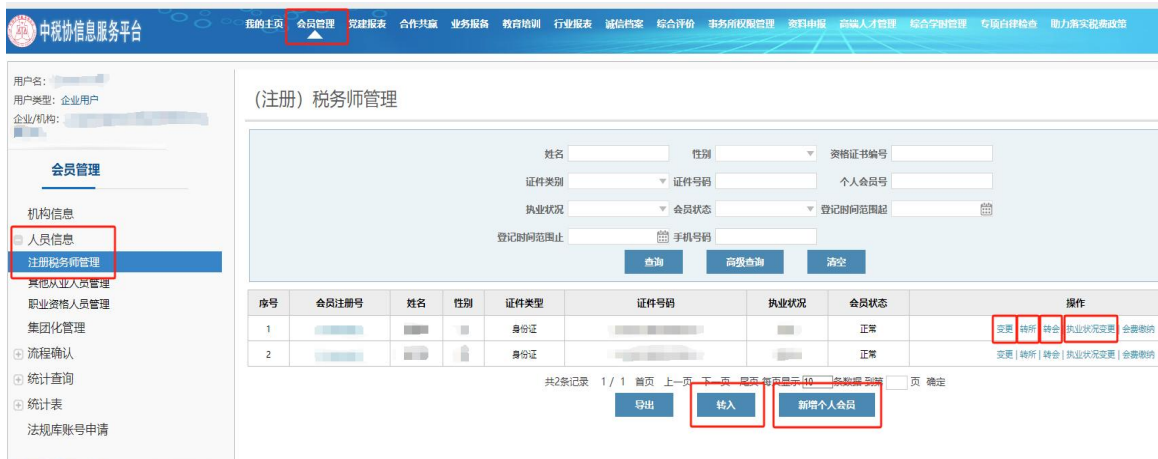 中税协信息服务平台
我的主页 会员管理 党建报表 合作共赢 业务报备 教育培训 行业报表 诚信档案 综合评价 事务所权限管理 资料申报 高端人才管理 综合学时管理 专项自律检查 助力落实税费政策
用户名:
用户类型: 企业用户
企业/机构:
会员管理
机构信息
人员信息
注册税务师管理
其他从业人员管理
职业资格人员管理
集团化管理
流程确认
统计查询
统计表
法规库账号申请
(注册) 税务师管理
姓名 性别 资格证书编号
证件类别 证件号码 个人会员号
执业状况 会员状态 登记时间范围起
登记时间范围止 手机号码
查询 高级查询 清空
序号 会员注册号 姓名 性别 证件类型 证件号码 执业状况 会员状态 操作
1 身份证 正常 变更 转所 转会 执业状况变更 会费缴纳
2 身份证 正常 变更 | 转所 | 转会 | 执业状况变更 | 会费缴纳
共2条记录 1 / 1 首页 上一页 下一页 尾页 每页显示 10 条数据 到第 页 确定
导出 转入 新增个人会员